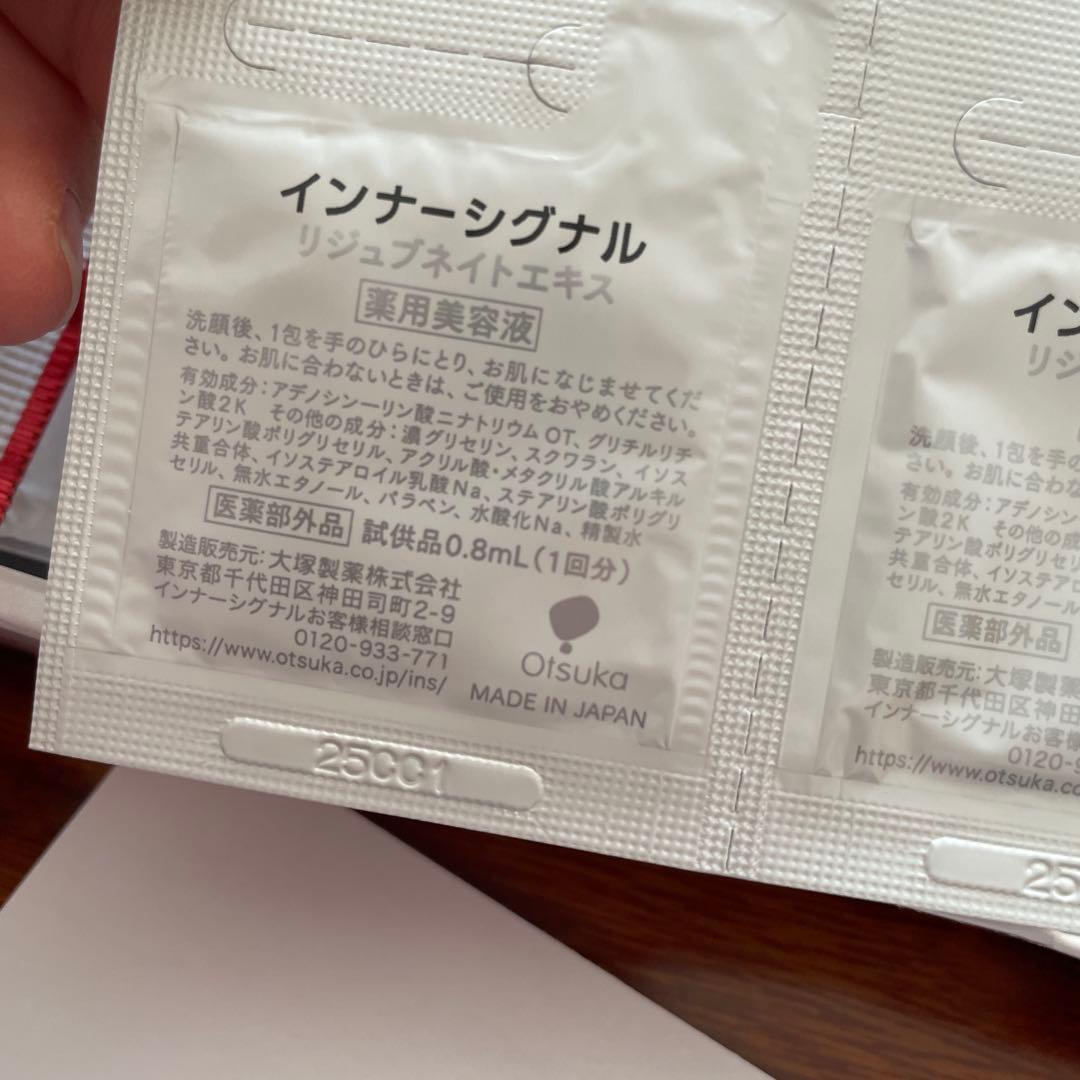 インナーシグナル
リジュブネイトエキス
薬用美容液
洗顔後、1包を手のひらにとり、お肌になじませてくだ
さい。お肌に合わないときは、ご使用をおやめください。
有効成分：アデノシン一リン酸ニナトリウム OT、グリチルリチ
ン酸2K その他の成分：濃グリセリン、スクワラン、イソス
テアリン酸ポリグリセリル、アクリル酸・メタクリル酸アルキル
共重合体、イソステアロイル乳酸Na、ステアリン酸ポリグリ
セリル、無水エタノール、パラベン、水酸化Na、精製水
医薬部外品 試供品0.8mL（1回分）
製造販売元：大塚製薬株式会社
東京都千代田区神田司町2-9
インナーシグナルお客様相談窓口
0120-933-771
https://www.otsuka.co.jp/ins/
Otsuka
MADE IN JAPAN
25CC1
イン
リジ
洗顔後、1包を手の
さい。お肌に合わな
有効成分：アデノシン
ン酸2K その他の成
テアリン酸ポリグリセリ
共重合体、イソステアロ
セリル、無水エタノール
医薬部外品
製造販売元：大塚製薬
東京都千代田区神田
インナーシグナルお客様
0120-9
https://www.otsuka.co
25